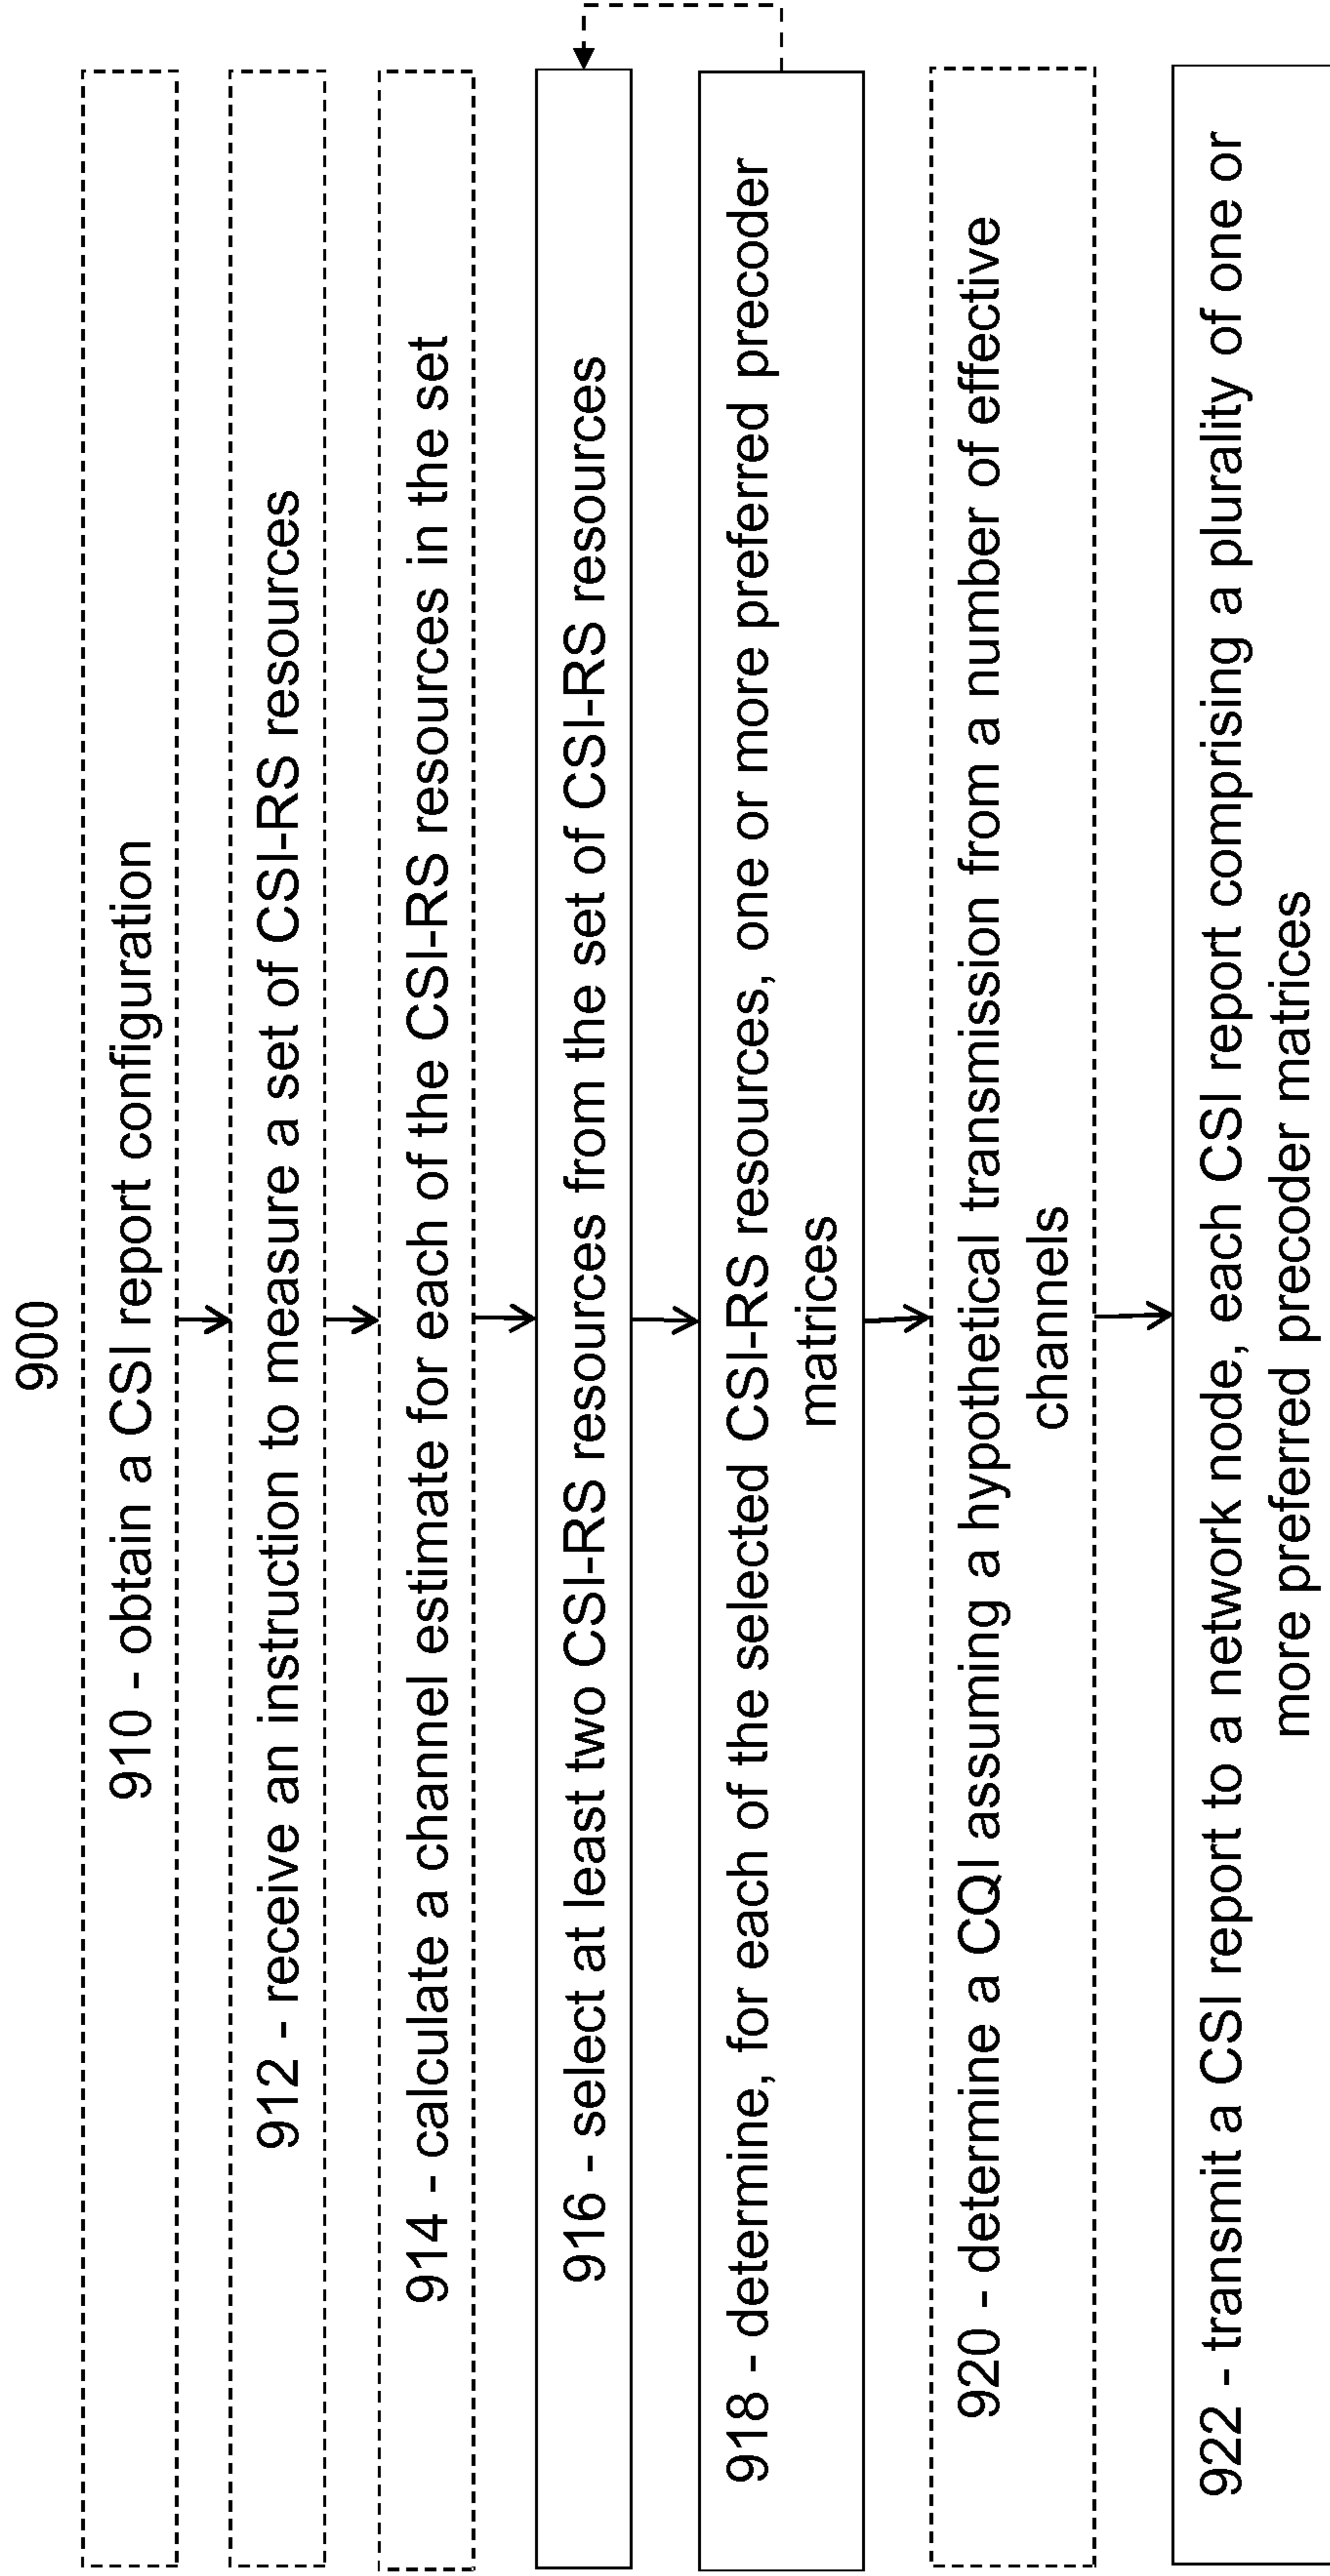 900
910 - obtain a CSI report configuration
912 - receive an instruction to measure a set of CSI-RS resources
914 - calculate a channel estimate for each of the CSI-RS resources in the set
916 - select at least two CSI-RS resources from the set of CSI-RS resources
918 - determine, for each of the selected CSI-RS resources, one or more preferred precoder
matrices
920 - determine a CQI assuming a hypothetical transmission from a number of effective
channels
922 - transmit a CSI report to a network node, each CSI report comprising a plurality of one or
more preferred precoder matrices